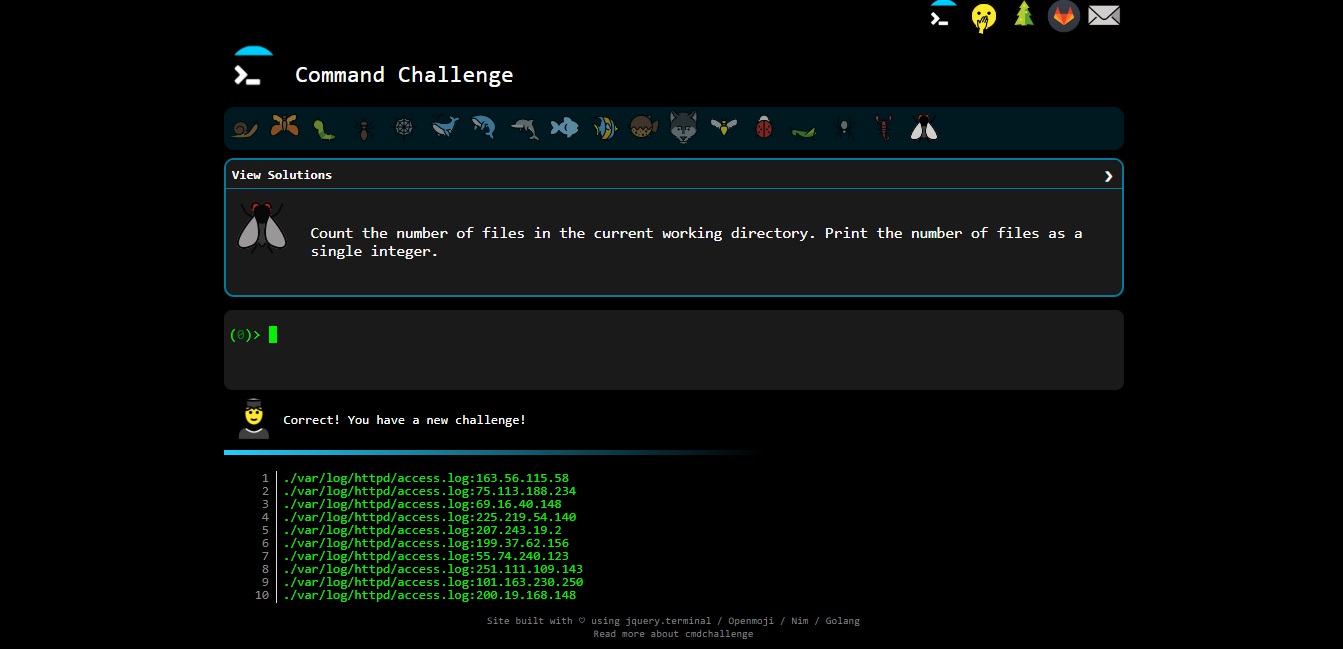 Command Challenge
View Solutions
Count the number of files in the current working directory. Print the number of files as a
single integer.
(0)>
Correct! You have a new challenge!
1 ./var/log/httpd/access.log:163.56.115.58
2 ./var/log/httpd/access.log:75.113.188.234
3 ./var/log/httpd/access.log:69.16.40.148
4 ./var/log/httpd/access.log:225.219.54.140
5 ./var/log/httpd/access.log:207.243.19.2
6 ./var/log/httpd/access.log:199.37.62.156
7 ./var/log/httpd/access.log:55.74.240.123
8 ./var/log/httpd/access.log:251.111.109.143
9 ./var/log/httpd/access.log:101.163.230.250
10 ./var/log/httpd/access.log:200.19.168.148
Site built with ♡ using jquery.terminal / Openmoji / Nim / Golang
Read more about cmdchallenge